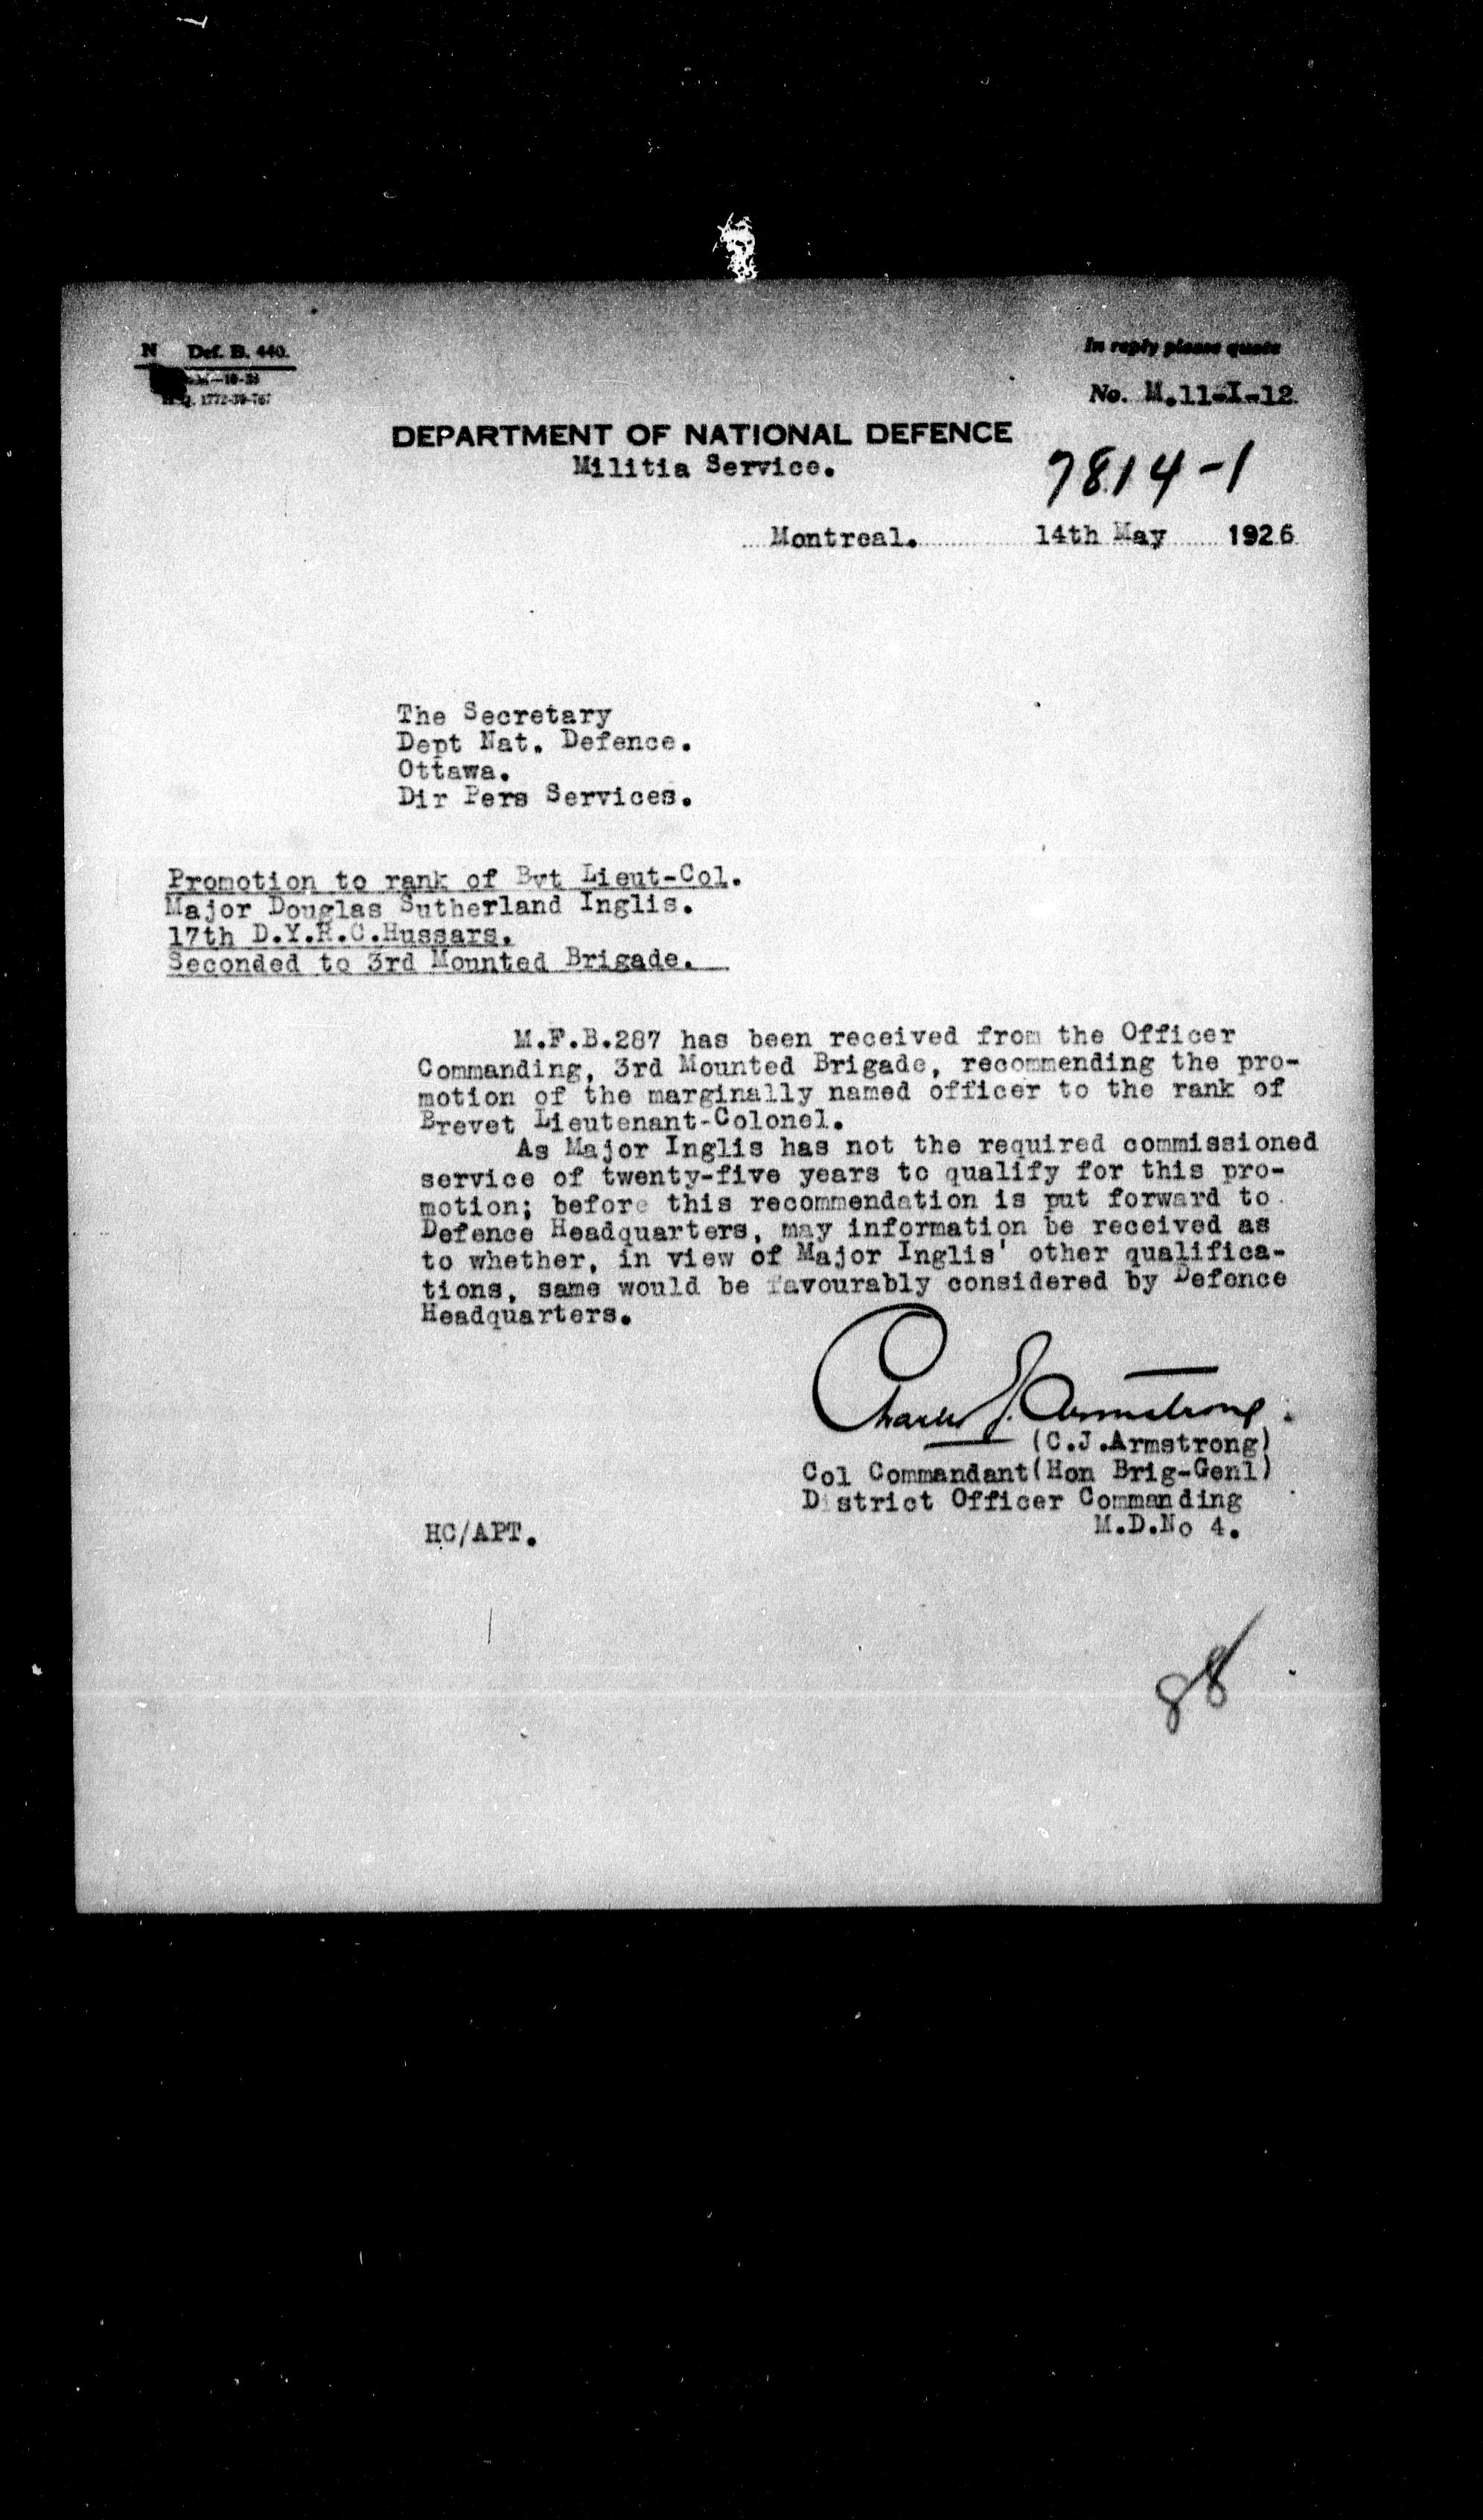 N Def. B. 440.
In reply please quote
—10-23
No. M.11-I-12.
H.Q. 1772-39-767
DEPARTMENT OF NATIONAL DEFENCE
Militia Service.
7814-1
Montreal. 14th May 1926
The Secretary
Dept Nat. Defence.
Ottawa.
Dir Pers Services.
Promotion to rank of Bvt Lieut-Col.
Major Douglas Sutherland Inglis.
17th D.Y.R.C.Hussars.
Seconded to 3rd Mounted Brigade.
M.F.B.287 has been received from the Officer
Commanding, 3rd Mounted Brigade, recommending the pro-
motion of the marginally named officer to the rank of
Brevet Lieutenant-Colonel.
As Major Inglis has not the required commissioned
service of twenty-five years to qualify for this pro-
motion; before this recommendation is put forward to
Defence Headquarters, may information be received as
to whether, in view of Major Inglis' other qualifica-
tions, same would be favourably considered by Defence
Headquarters.
Charles J. Armstrong.
(C.J.Armstrong)
Col Commandant(Hon Brig-Genl)
District Officer Commanding
M.D.No 4.
HC/APT.
88